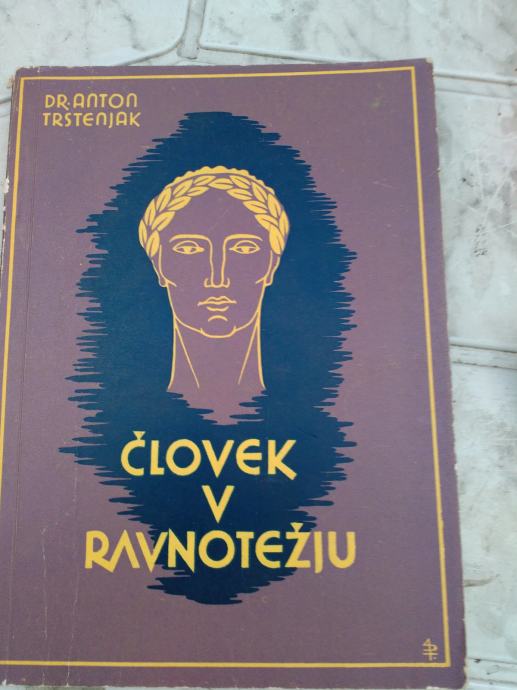 DR. ANTON
TRSTENJAK
ČLOVEK
V
RAVNOTEŽJU